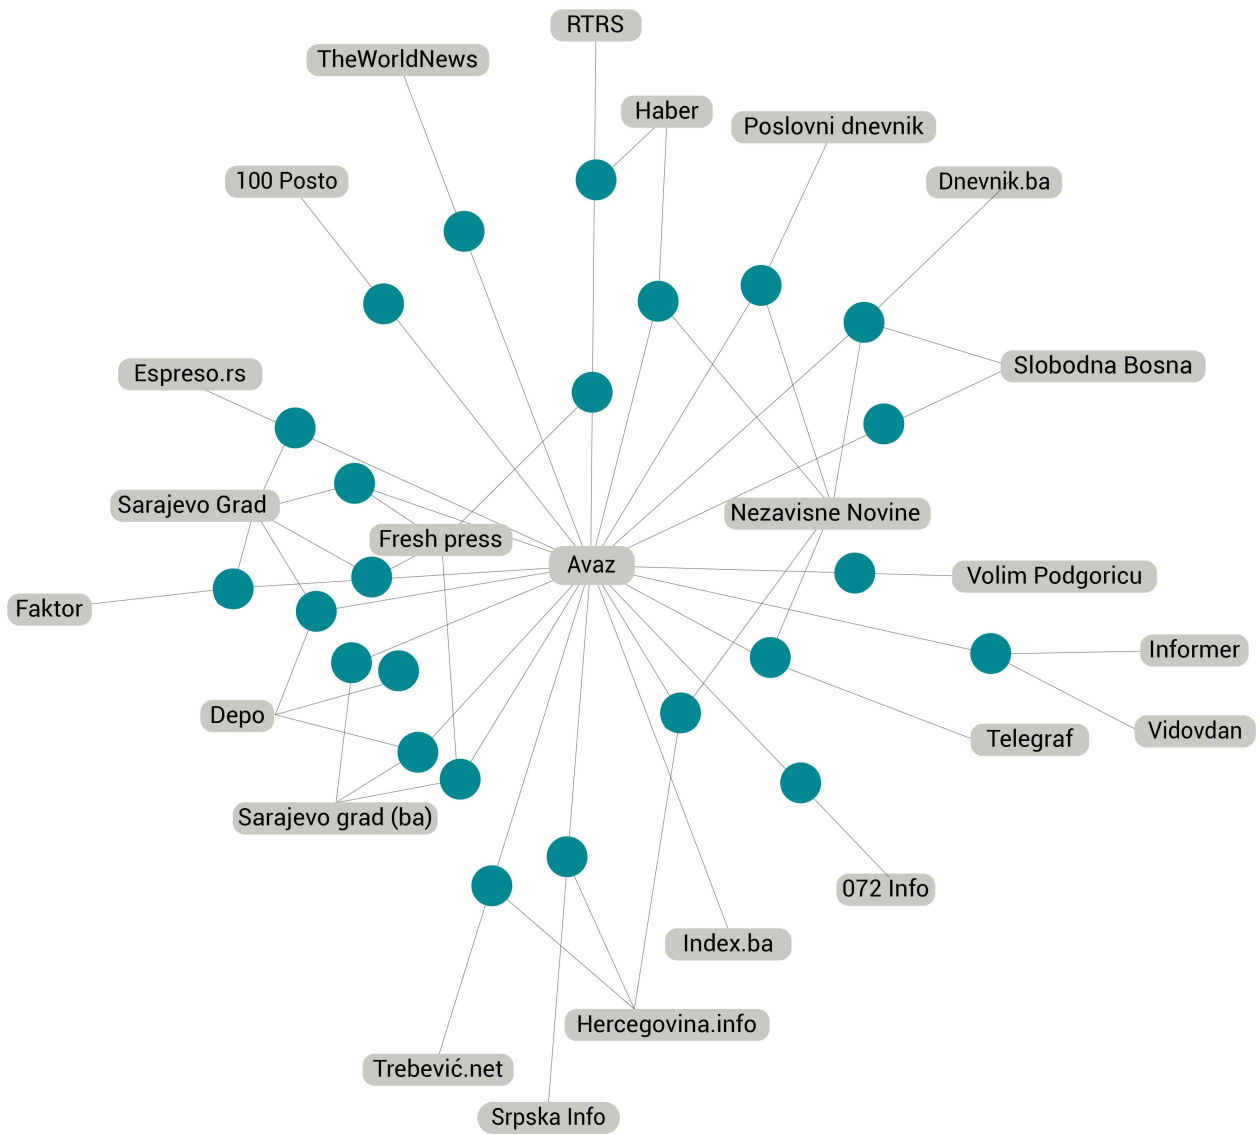 RTRS
TheWorldNews
Haber
Poslovni dnevnik
100 Posto
Dnevnik.ba
Espreso.rs
Slobodna Bosna
Sarajevo Grad
Nezavisne Novine
Fresh press
Avaz
Volim Podgoricu
Faktor
Informer
Depo
Vidovdan
Telegraf
Sarajevo grad (ba)
072 Info
Index.ba
Hercegovina.info
Trebević.net
Srpska Info